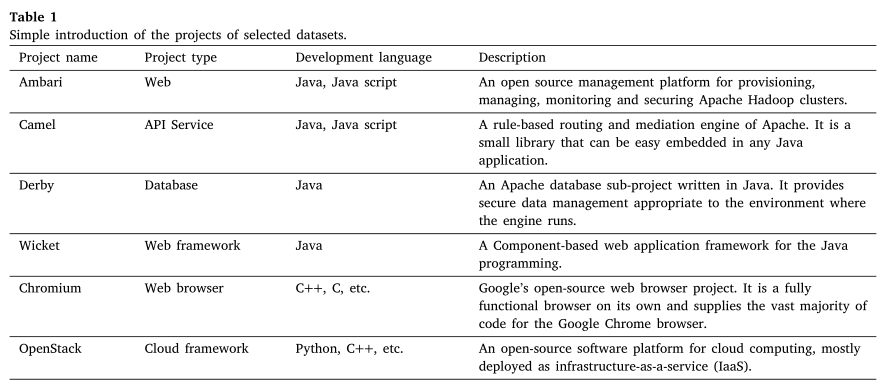 Table 1
Simple introduction of the projects of selected datasets.
Project name Project type Development language Description
Ambari Web Java, Java script An open source management platform for provisioning,
managing, monitoring and securing Apache Hadoop clusters.
Camel API Service Java, Java script A rule-based routing and mediation engine of Apache. It is a
small library that can be easy embedded in any Java
application.
Derby Database Java An Apache database sub-project written in Java. It provides
secure data management appropriate to the environment where
the engine runs.
Wicket Web framework Java A Component-based web application framework for the Java
programming.
Chromium Web browser C++, C, etc. Google's open-source web browser project. It is a fully
functional browser on its own and supplies the vast majority of
code for the Google Chrome browser.
OpenStack Cloud framework Python, C++, etc. An open-source software platform for cloud computing, mostly
deployed as infrastructure-as-a-service (IaaS).